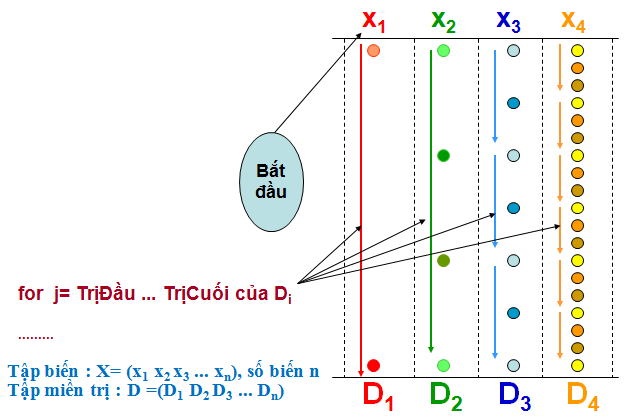 x₁ x₂ x₃ x₄
Bắt
đầu
for j= TrịĐầu ... TrịCuối của Dᵢ
.........
Tập biến : X= (x₁ x₂ x₃ ... xₙ), số biến n
Tập miền trị : D =(D₁ D₂ D₃ ... Dₙ)
D₁ D₂ D₃ D₄